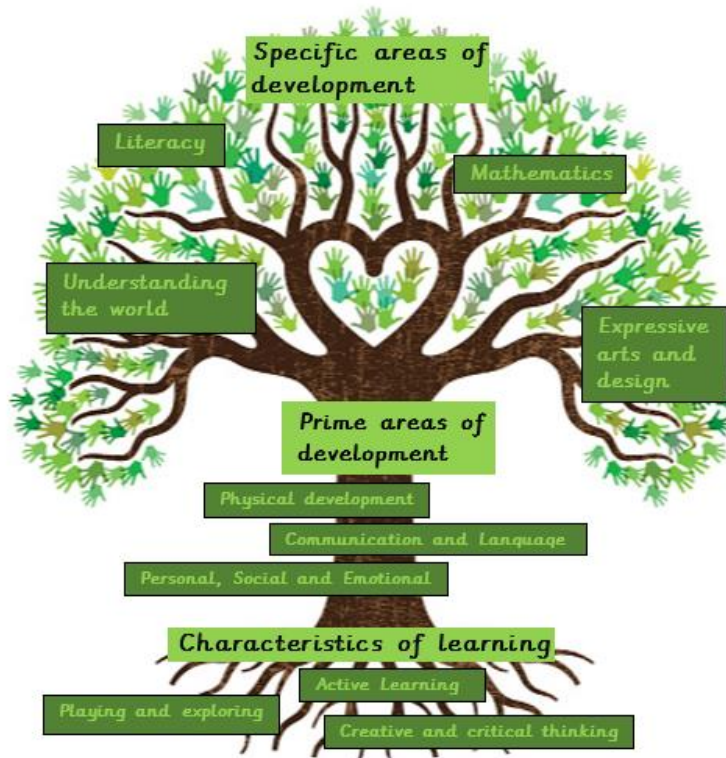 Specific areas of
development
Literacy
Mathematics
Understanding
the world
Expressive
arts and
design
Prime areas of
development
Physical development
Communication and Language
Personal, Social and Emotional
Characteristics of learning
Active Learning
Playing and exploring
Creative and critical thinking